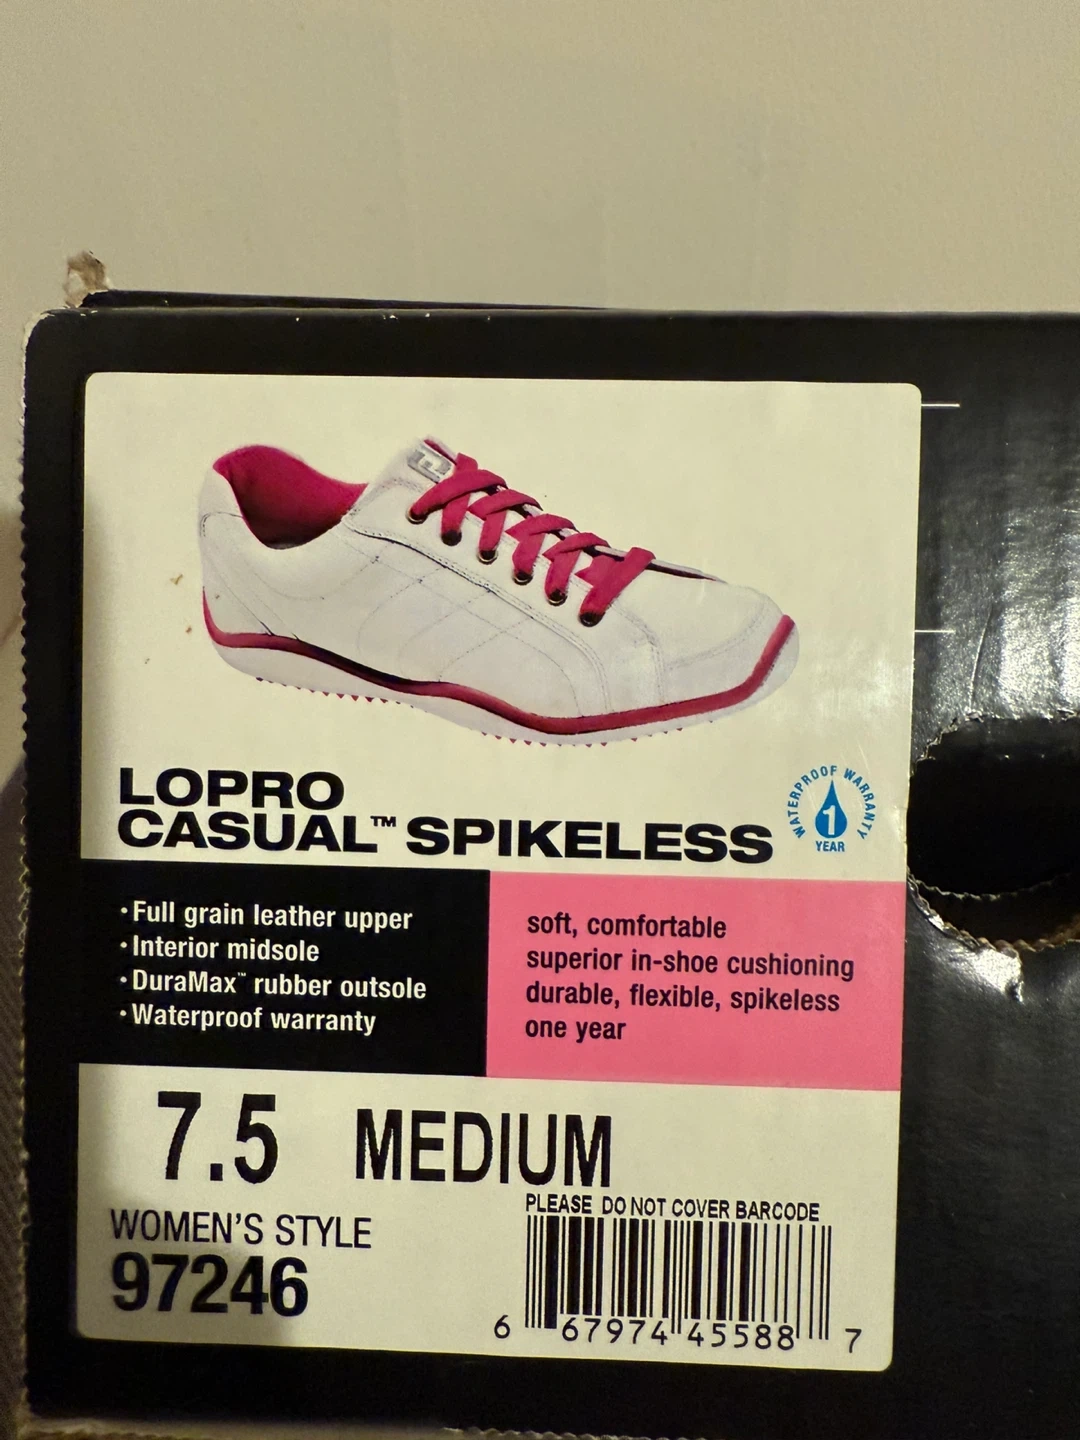 LOPRO
CASUAL™ SPIKELESS
WATERPROOF WARRANTY
1
YEAR
• Full grain leather upper
• Interior midsole
• DuraMax™ rubber outsole
• Waterproof warranty
soft, comfortable
superior in-shoe cushioning
durable, flexible, spikeless
one year
7.5 MEDIUM
PLEASE DO NOT COVER BARCODE
WOMEN'S STYLE
97246
6 67974 45588 7